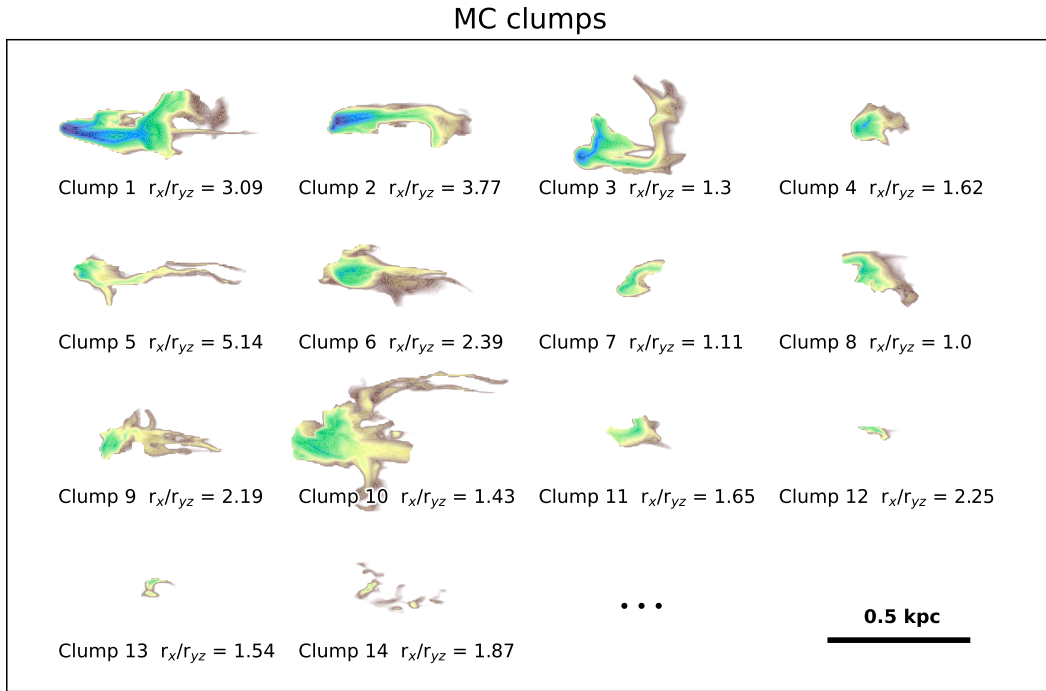 MC clumps
Clump 1 r_x/r_yz = 3.09
Clump 2 r_x/r_yz = 3.77
Clump 3 r_x/r_yz = 1.3
Clump 4 r_x/r_yz = 1.62
Clump 5 r_x/r_yz = 5.14
Clump 6 r_x/r_yz = 2.39
Clump 7 r_x/r_yz = 1.11
Clump 8 r_x/r_yz = 1.0
Clump 9 r_x/r_yz = 2.19
Clump 10 r_x/r_yz = 1.43
Clump 11 r_x/r_yz = 1.65
Clump 12 r_x/r_yz = 2.25
...
0.5 kpc
Clump 13 r_x/r_yz = 1.54
Clump 14 r_x/r_yz = 1.87